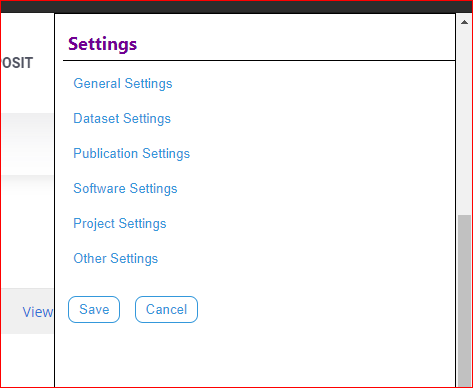 Settings
OSIT
General Settings
Dataset Settings
Publication Settings
Software Settings
Project Settings
Other Settings
Save Cancel
View